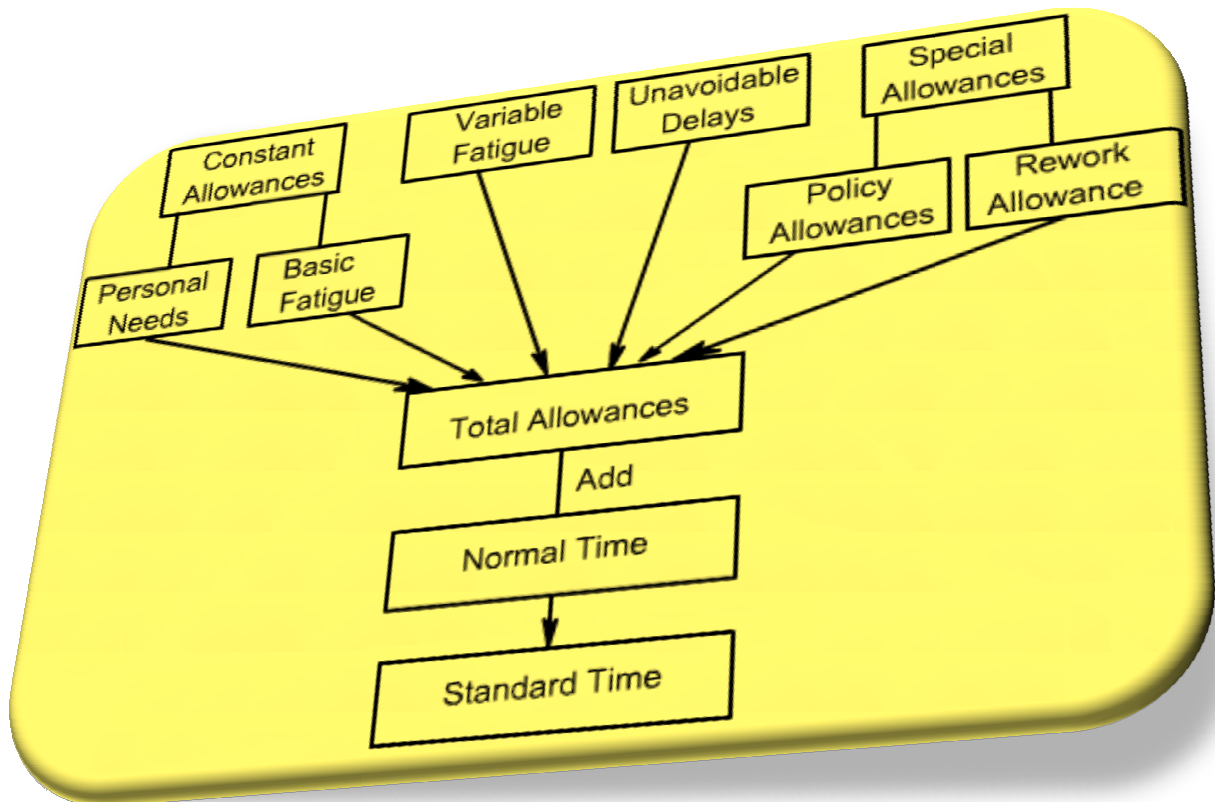 Constant
Allowances
Variable
Fatigue
Unavoidable
Delays
Special
Allowances
Personal
Needs
Basic
Fatigue
Policy
Allowances
Rework
Allowance
Total Allowances
Add
Normal Time
Standard Time